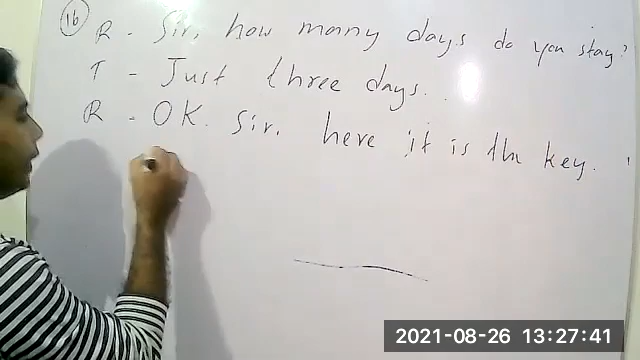 16
R - Sir, how many days do you stay?
T - Just three days.
R - OK. Sir, here it is the key.
2021-08-26 13:27:41